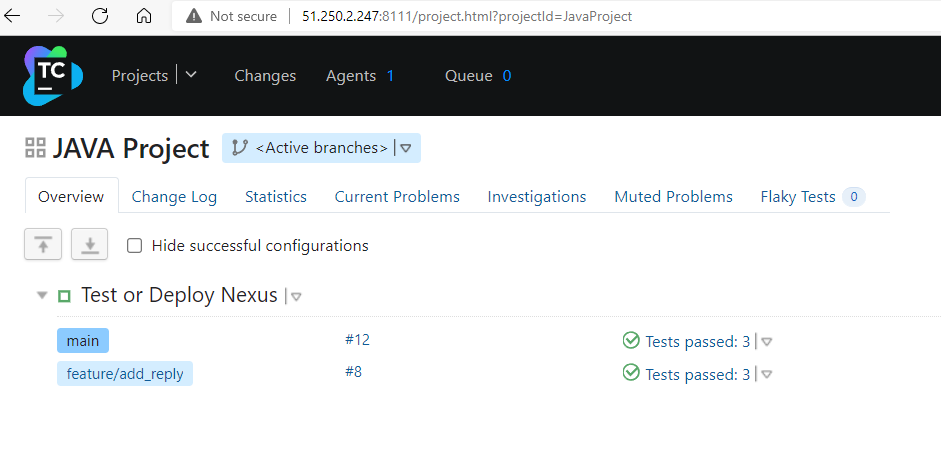 Not secure 51.250.2.247:8111/project.html?projectId=JavaProject
TC Projects Changes Agents 1 Queue 0
JAVA Project <Active branches>
Overview Change Log Statistics Current Problems Investigations Muted Problems Flaky Tests 0
Hide successful configurations
Test or Deploy Nexus
main #12 Tests passed: 3
feature/add_reply #8 Tests passed: 3